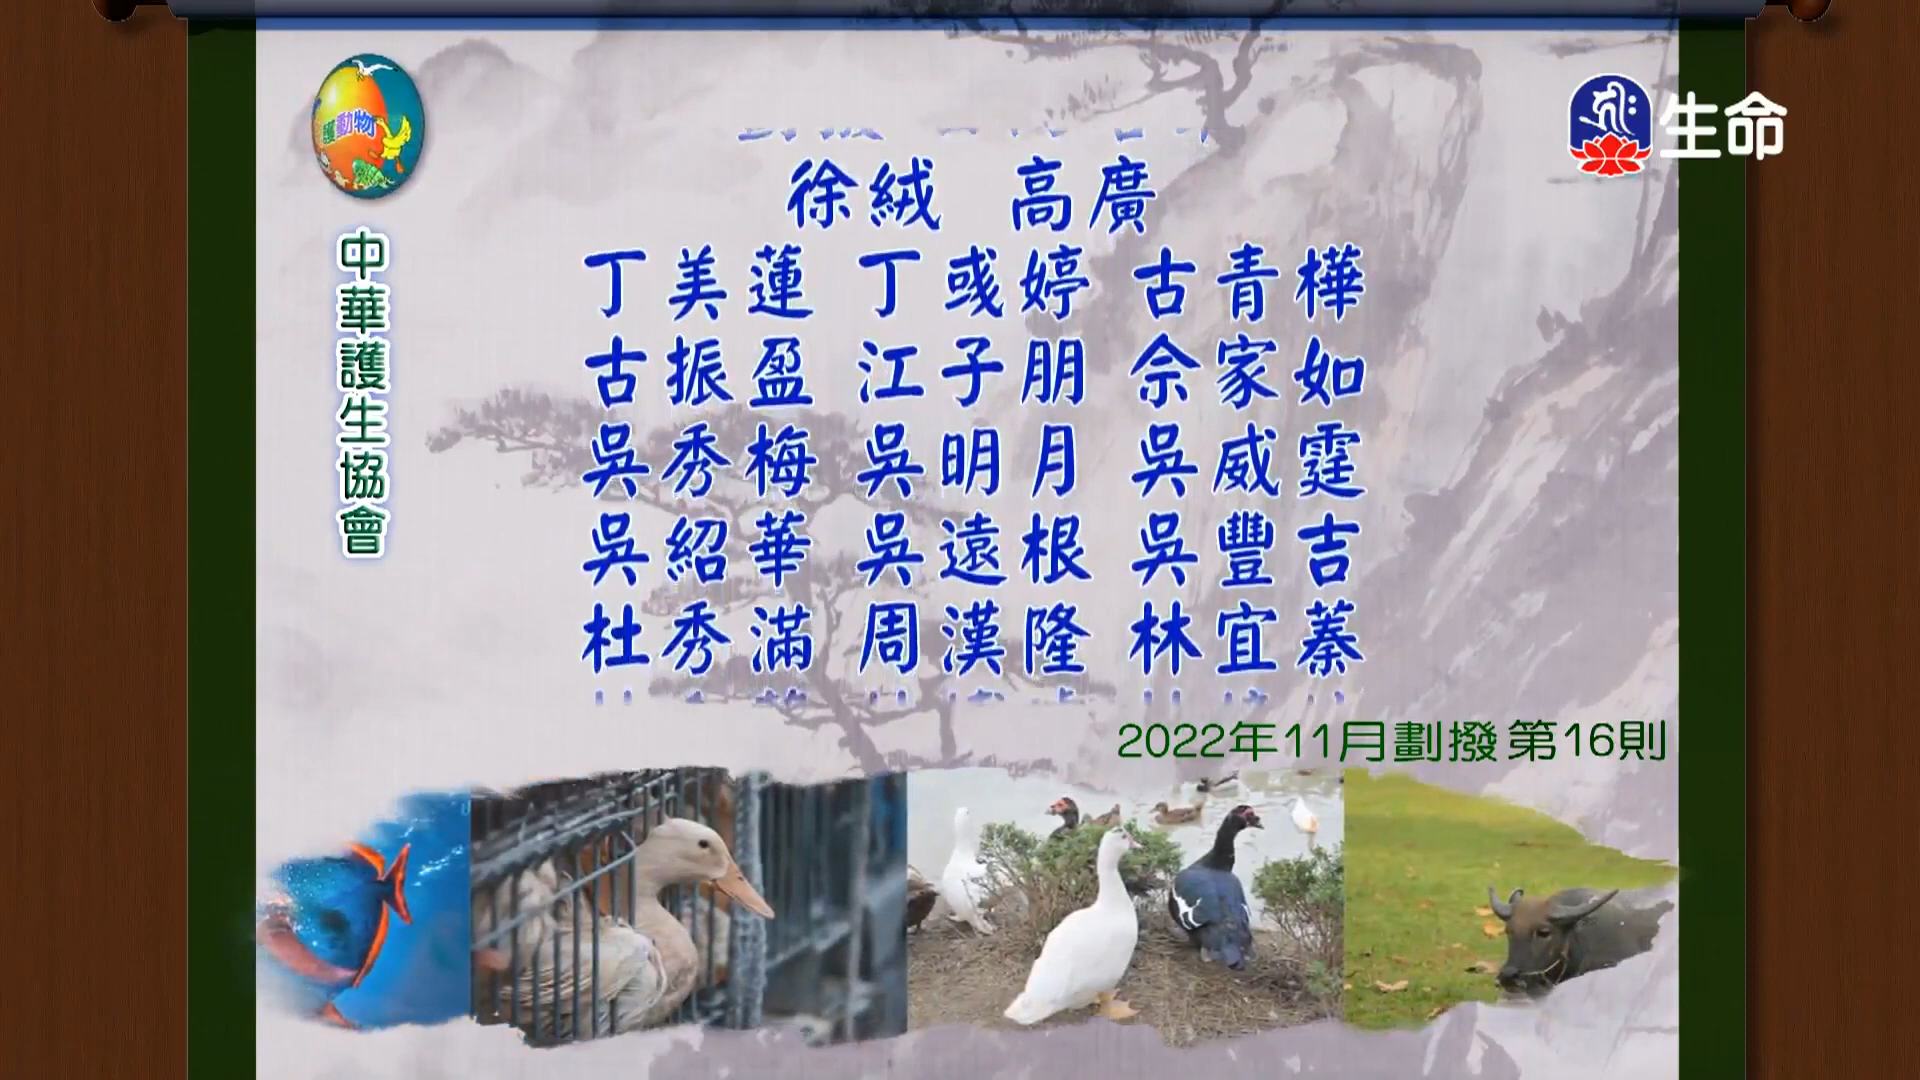 護動物
生命
中華護生協會
徐絨 高廣
丁美蓮 丁彧婷 古青樺
古振盈 江子朋 佘家如
吳秀梅 吳明月 吳威霆
吳紹華 吳遠根 吳豐吉
杜秀滿 周漢隆 林宜蓁
2022年11月劃撥第16則